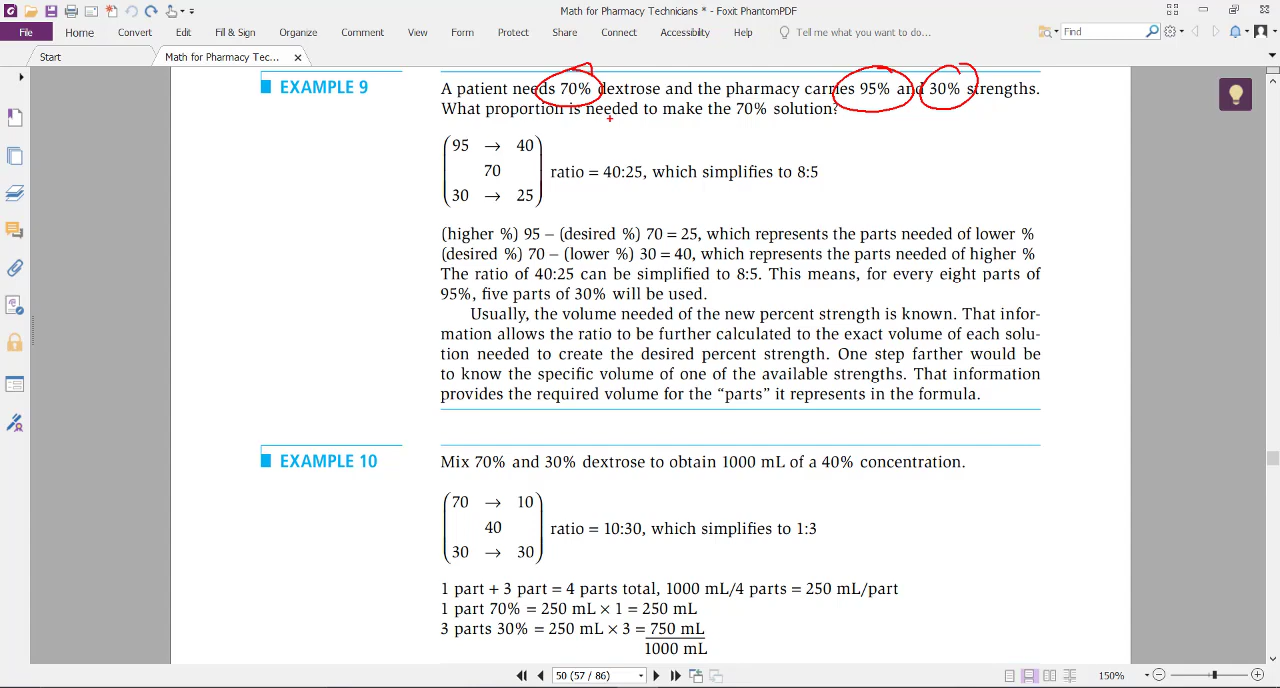 Math for Pharmacy Technicians * - Foxit PhantomPDF
File Home Convert Edit Fill & Sign Organize Comment View Form Protect Share Connect Accessibility Help Tell me what you want to do... Find
Start Math for Pharmacy Tec...
EXAMPLE 9
A patient needs 70% dextrose and the pharmacy carries 95% and 30% strengths.
What proportion is needed to make the 70% solution?
95 → 40
70
30 → 25
ratio = 40:25, which simplifies to 8:5
(higher %) 95 – (desired %) 70 = 25, which represents the parts needed of lower %
(desired %) 70 – (lower %) 30 = 40, which represents the parts needed of higher %
The ratio of 40:25 can be simplified to 8:5. This means, for every eight parts of
95%, five parts of 30% will be used.
Usually, the volume needed of the new percent strength is known. That infor-
mation allows the ratio to be further calculated to the exact volume of each solu-
tion needed to create the desired percent strength. One step farther would be
to know the specific volume of one of the available strengths. That information
provides the required volume for the “parts” it represents in the formula.
EXAMPLE 10
Mix 70% and 30% dextrose to obtain 1000 mL of a 40% concentration.
70 → 10
40
30 → 30
ratio = 10:30, which simplifies to 1:3
1 part + 3 part = 4 parts total, 1000 mL/4 parts = 250 mL/part
1 part 70% = 250 mL × 1 = 250 mL
3 parts 30% = 250 mL × 3 = 750 mL
1000 mL
50 (57 / 86) 150%